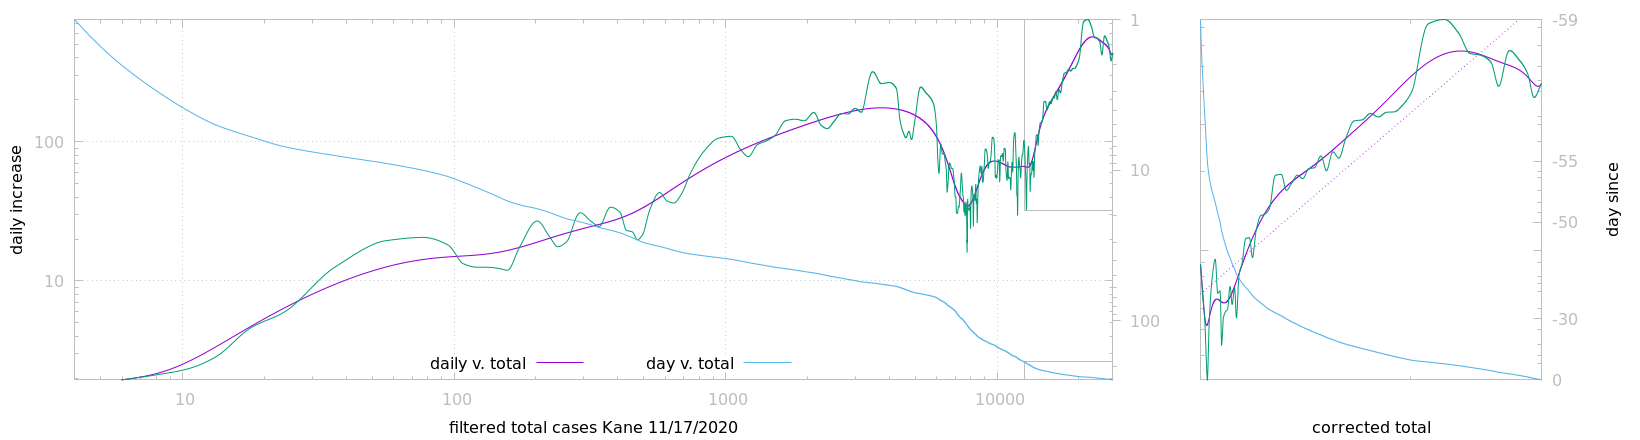 daily increase
100
10
daily v. total
day v. total
10
100
1000
10000
filtered total cases Kane 11/17/2020
1
10
100
-59
-55
-50
-30
0
day since
corrected total